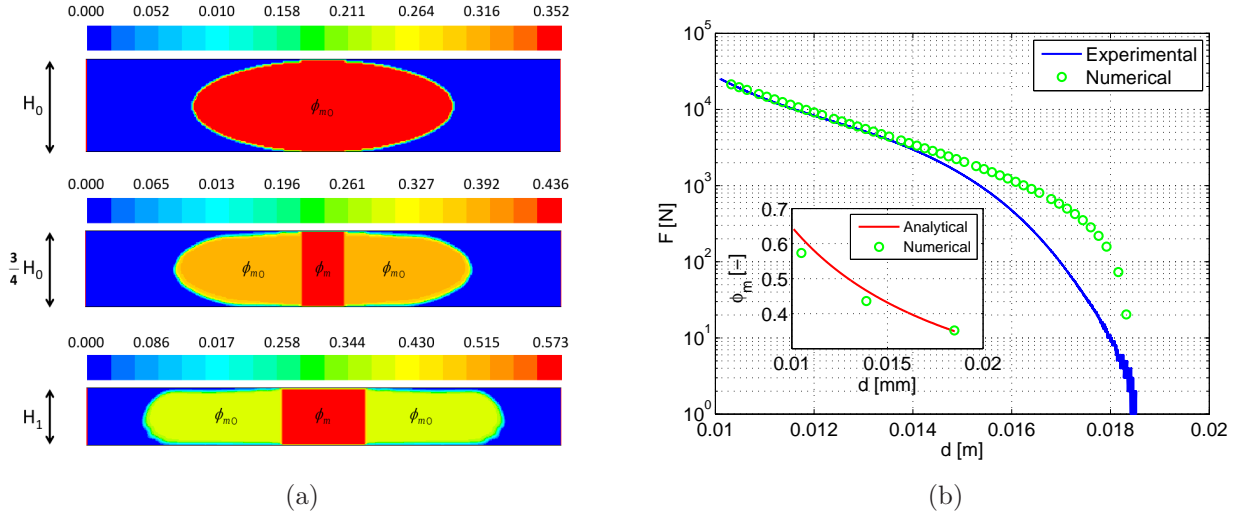 0.000 0.052 0.010 0.158 0.211 0.264 0.316 0.352
H0
ϕm0
0.000 0.065 0.013 0.196 0.261 0.327 0.392 0.436
3/4 H0
ϕm0 ϕm ϕm0
0.000 0.086 0.017 0.258 0.344 0.430 0.515 0.573
H1
ϕm0 ϕm ϕm0
(a)
10^5
10^4
10^3
10^2
10^1
10^0
F [N]
Experimental
Numerical
0.7
0.6
0.5
0.4
ϕm [−]
Analytical
Numerical
0.01 0.015 0.02
d [mm]
0.01 0.012 0.014 0.016 0.018 0.02
d [m]
(b)